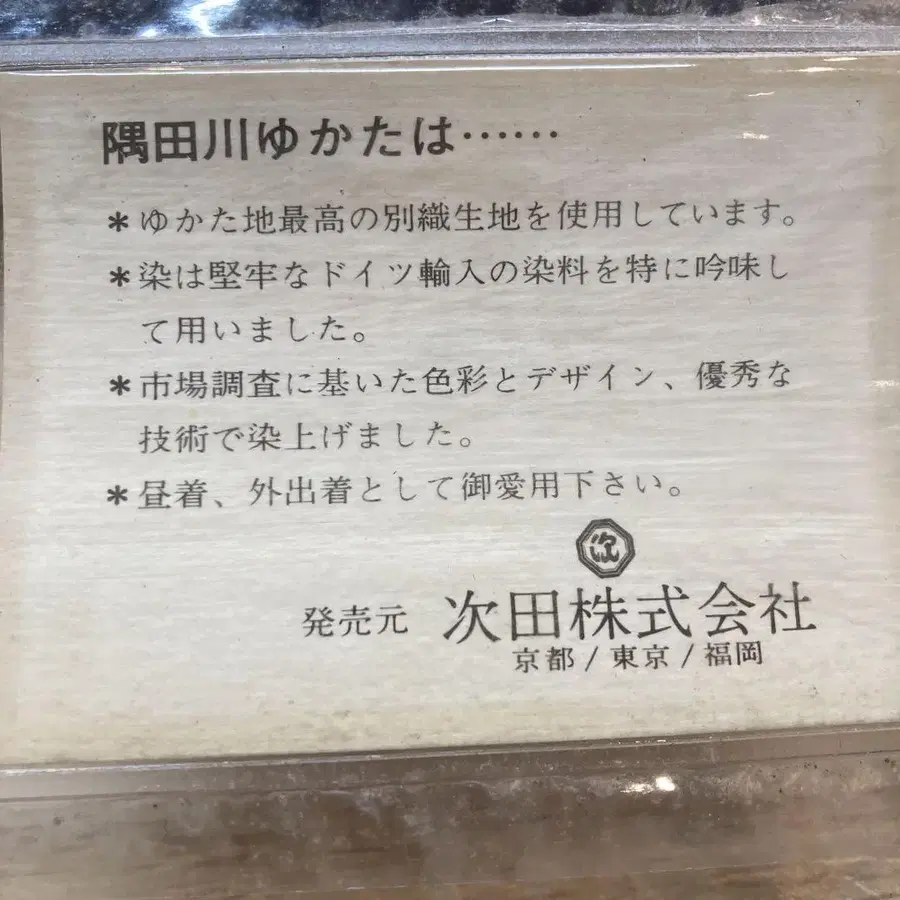 隅田川ゆかたは……
＊ゆかた地最高の別織生地を使用しています。
＊染は堅牢なドイツ輸入の染料を特に吟味し
て用いました。
＊市場調査に基いた色彩とデザイン、優秀な
技術で染上げました。
＊昼着、外出着として御愛用下さい。
次
発売元 次田株式会社
京都/東京/福岡